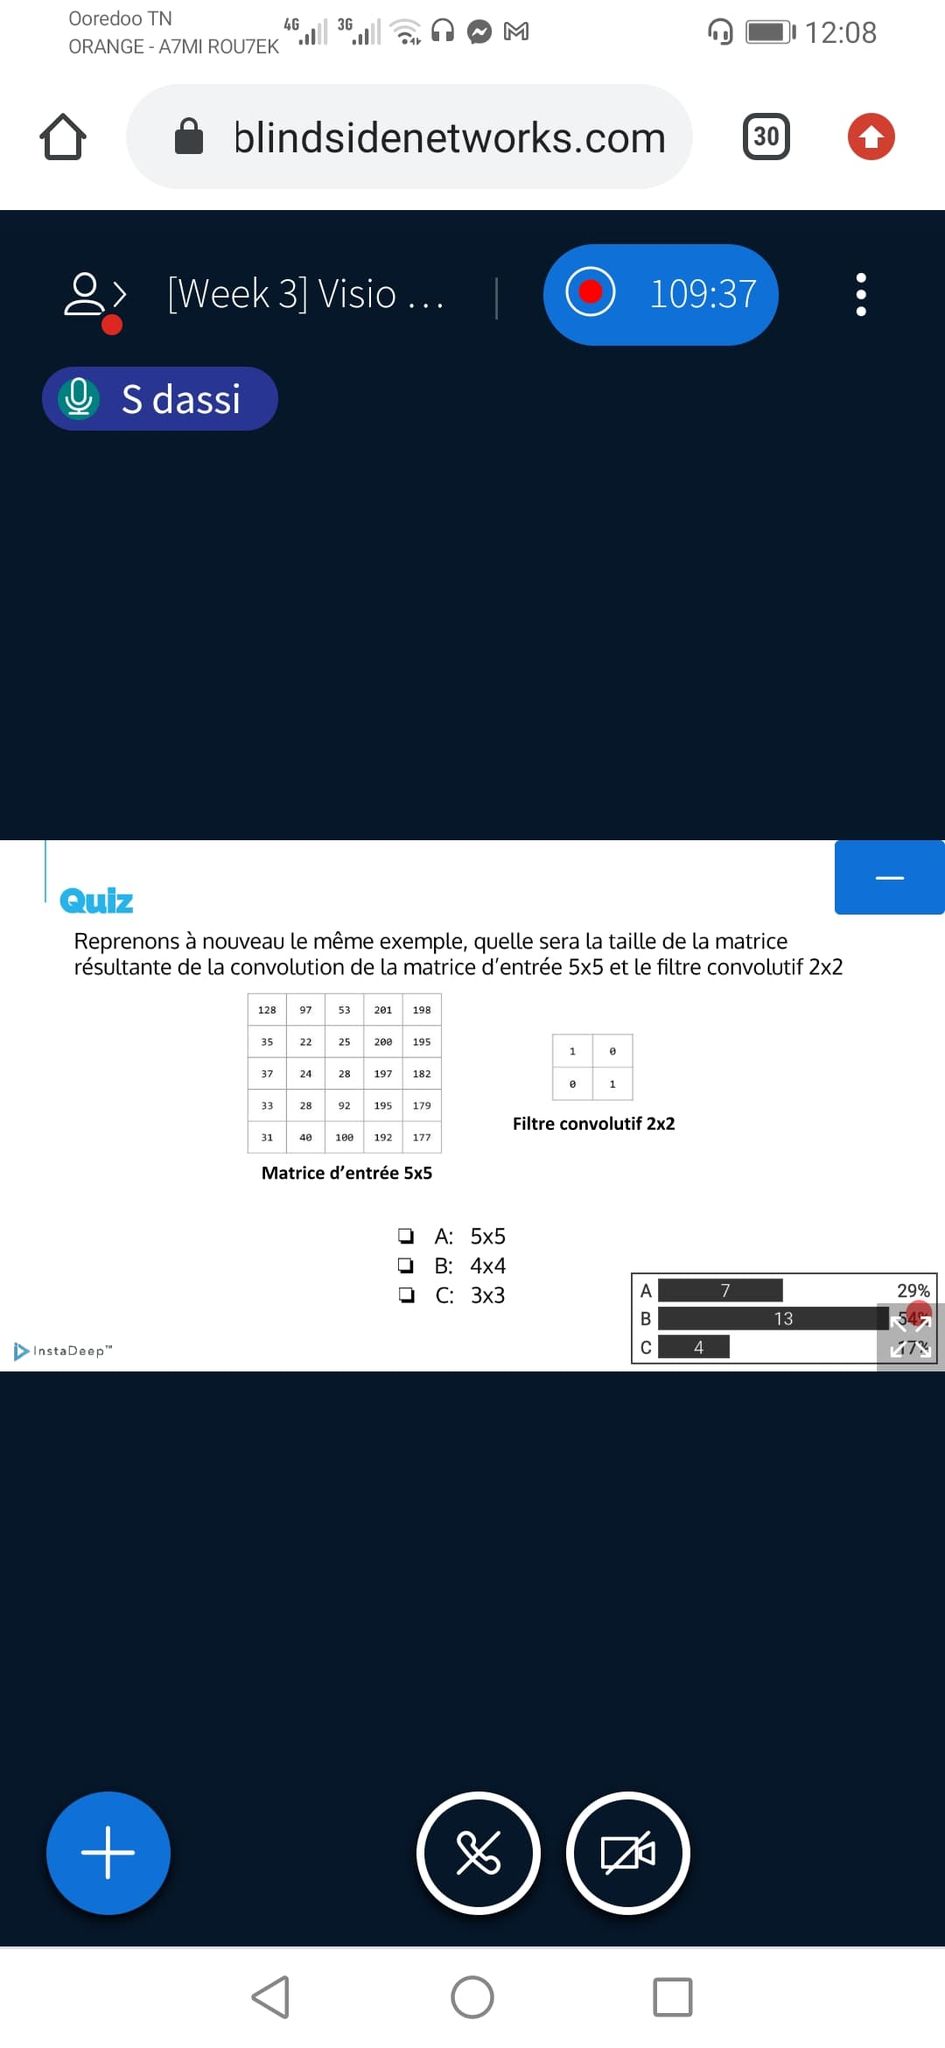 Ooredoo TN
ORANGE - A7MI ROU7EK
4G
3G
12:08
blindsidenetworks.com
30
[Week 3] Visio ...
109:37
S dassi
Quiz
Reprenons à nouveau le même exemple, quelle sera la taille de la matrice
résultante de la convolution de la matrice d'entrée 5x5 et le filtre convolutif 2x2
128 97 53 201 198
35 22 25 200 195
37 24 28 197 182
33 28 92 195 179
31 40 100 192 177
Matrice d'entrée 5x5
1 0
0 1
Filtre convolutif 2x2
❏ A: 5x5
❏ B: 4x4
❏ C: 3x3
A 7 29%
B 13 54%
C 4 17%
InstaDeep™